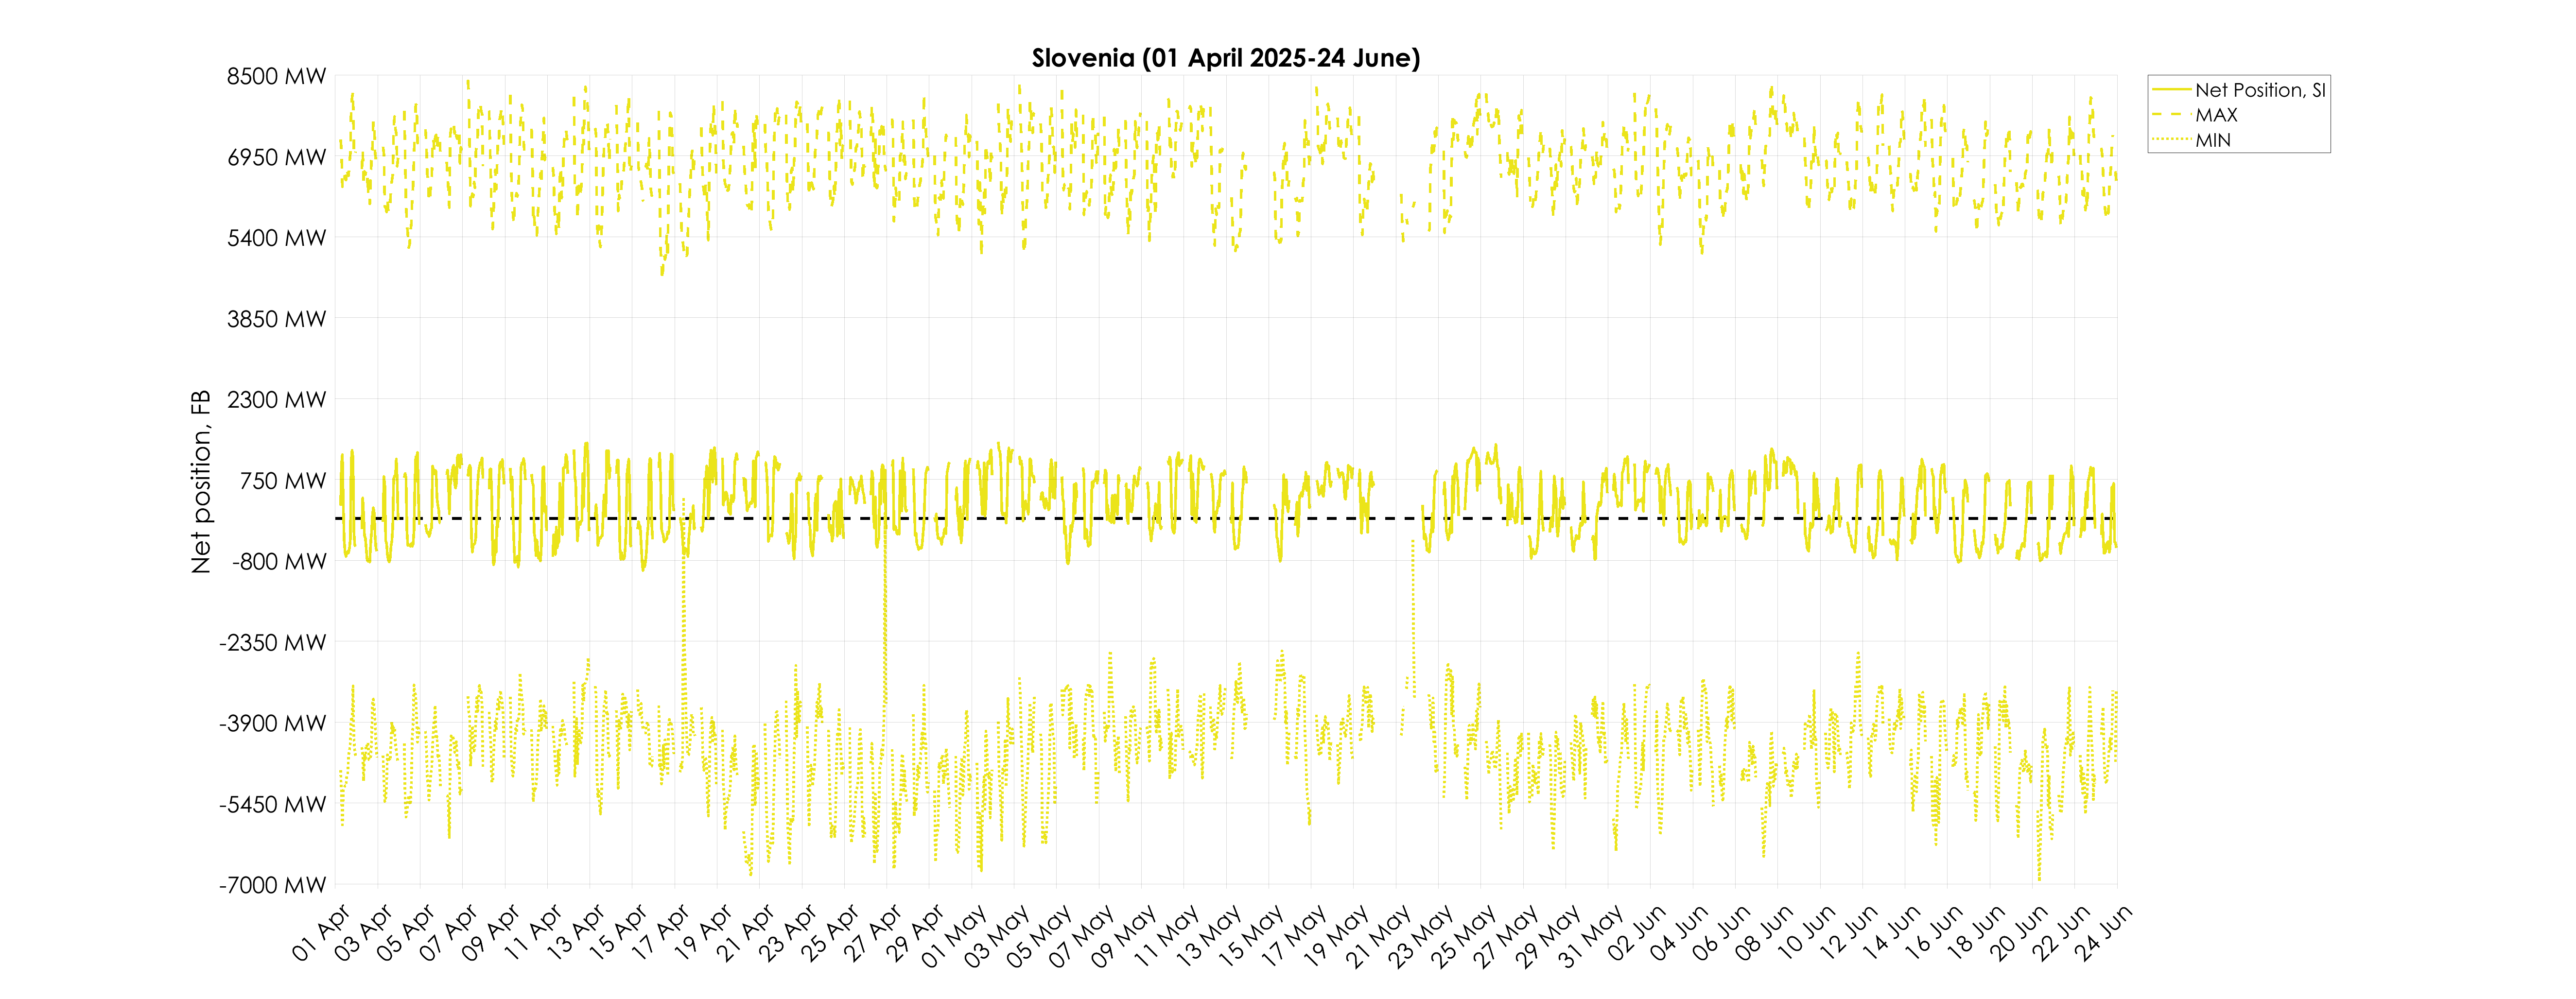 Slovenia (01 April 2025-24 June)
8500 MW
6950 MW
5400 MW
3850 MW
2300 MW
750 MW
-800 MW
-2350 MW
-3900 MW
-5450 MW
-7000 MW
Net position, FB
Net Position, SI
MAX
MIN
01 Apr
03 Apr
05 Apr
07 Apr
09 Apr
11 Apr
13 Apr
15 Apr
17 Apr
19 Apr
21 Apr
23 Apr
25 Apr
27 Apr
29 Apr
01 May
03 May
05 May
07 May
09 May
11 May
13 May
15 May
17 May
19 May
21 May
23 May
25 May
27 May
29 May
31 May
02 Jun
04 Jun
06 Jun
08 Jun
10 Jun
12 Jun
14 Jun
16 Jun
18 Jun
20 Jun
22 Jun
24 Jun